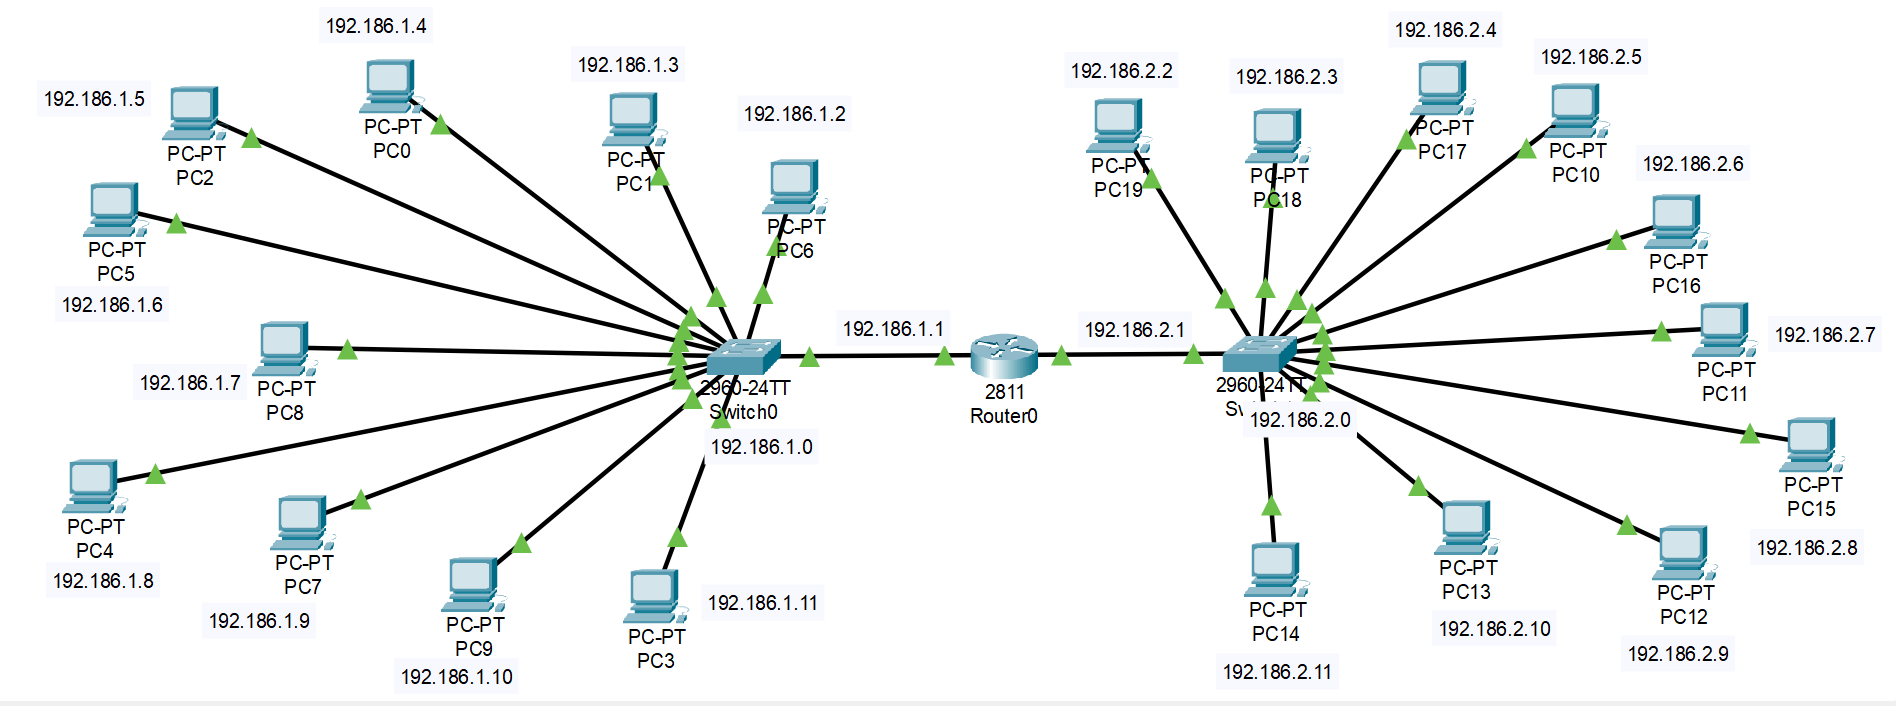 192.186.1.4
PC-PT
PC0
192.186.1.3
PC-PT
PC1
192.186.1.5
PC-PT
PC2
192.186.1.2
PC-PT
PC6
PC-PT
PC5
192.186.1.6
192.186.1.7
PC-PT
PC8
PC-PT
PC4
192.186.1.8
PC-PT
PC7
192.186.1.9
PC-PT
PC9
192.186.1.10
PC-PT
PC3
192.186.1.11
2960-24TT
Switch0
192.186.1.0
192.186.1.1
2811
Router0
192.186.2.1
2960-24TT
192.186.2.0
192.186.2.2
PC-PT
PC19
192.186.2.3
PC-PT
PC18
192.186.2.4
PC-PT
PC17
192.186.2.5
PC-PT
PC10
192.186.2.6
PC-PT
PC16
192.186.2.7
PC-PT
PC11
PC-PT
PC15
192.186.2.8
PC-PT
PC12
192.186.2.9
PC-PT
PC13
192.186.2.10
PC-PT
PC14
192.186.2.11